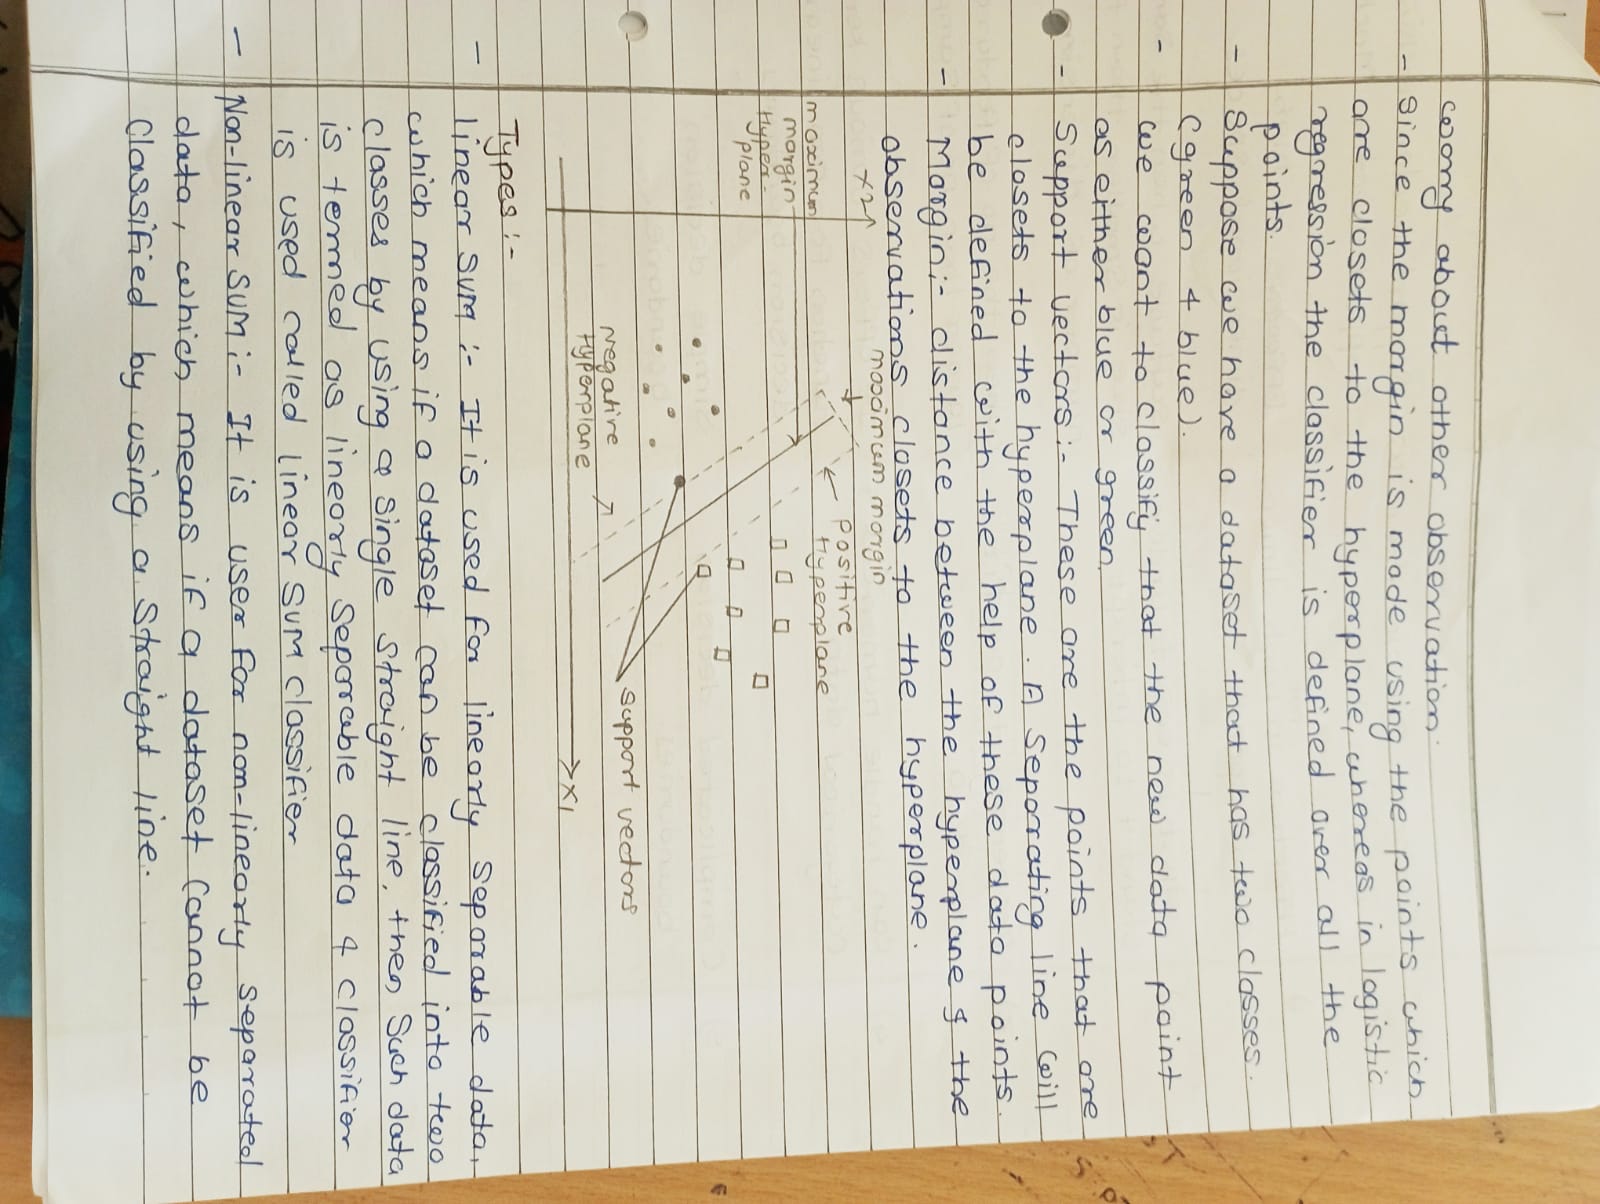 worry about other observation.
- Since the margin is made using the points which
are closets to the hyperplane, whereas in logistic
regression the classifier is defined over all the
points.
- Suppose we have a dataset that has two classes.
(green & blue).
- we want to classify that the new data point
as either blue or green.
- Support vectors :- These are the points that are
closets to the hyperplane. A Separating line will
be defined with the help of these data points.
- Margin :- distance between the hyperplane & the
observations closets to the hyperplane.
maximum margin
x2
positive
Hyperplane
maximum
margin
Hyper-
plane
support vectors
Negative
Hyperplane
x1
Types :-
- linear SVM :- It is used for linearly separable data,
which means if a dataset can be classified into two
classes by using a single straight line, then Such data
is termed as linearly separable data & classifier
is used called linear SVM classifier
- Non-linear SVM :- It is user for non-linearly separated
data, which means if a dataset cannot be
Classified by using a straight line.